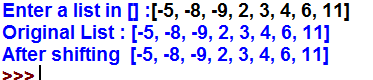 Enter a list in [] :[-5, -8, -9, 2, 3, 4, 6, 11]
Original List : [-5, -8, -9, 2, 3, 4, 6, 11]
After shifting  [-5, -8, -9, 2, 3, 4, 6, 11]
>>>